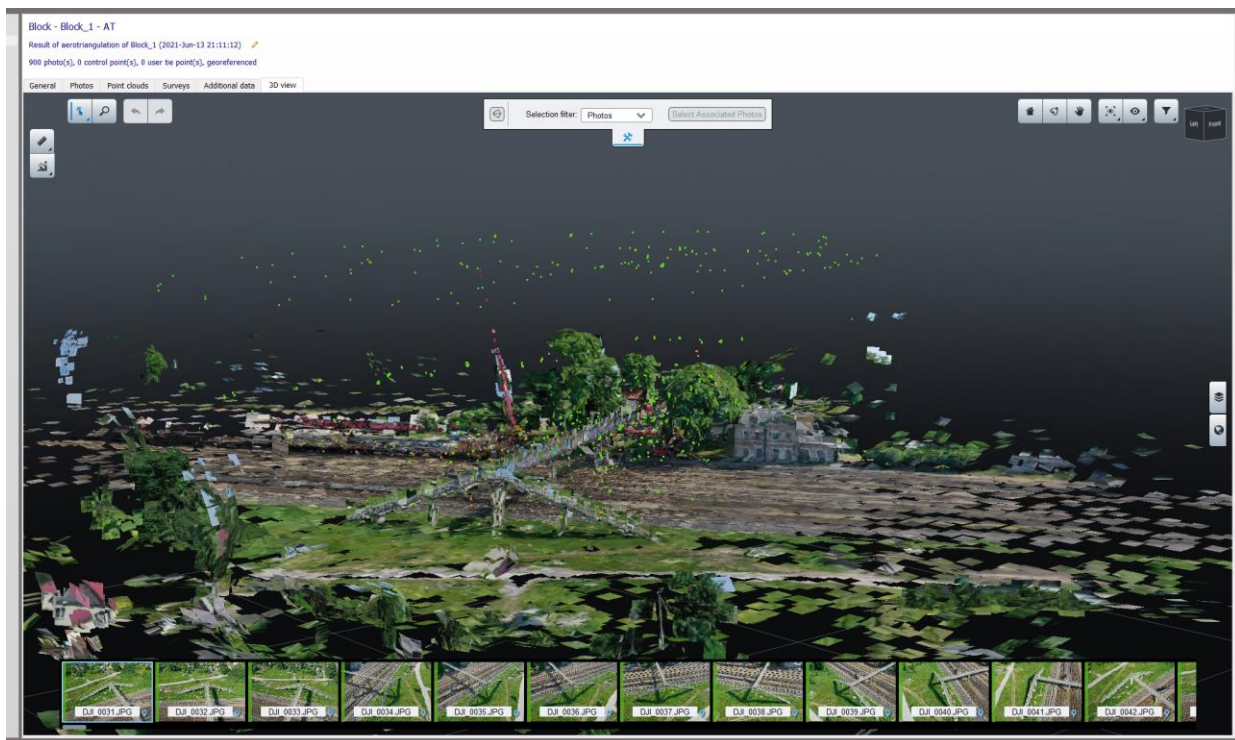 Block - Block_1 - AT
Result of aerotriangulation of Block_1 (2021-Jun-13 21:11:12)
900 photo(s), 0 control point(s), 0 user tie point(s), georeferenced
General Photos Point clouds Surveys Additional data 3D view
Selection filter: Photos Select Associated Photos
Left Front
DJI_0031.JPG DJI_0032.JPG DJI_0033.JPG DJI_0034.JPG DJI_0035.JPG DJI_0036.JPG DJI_0037.JPG DJI_0038.JPG DJI_0039.JPG DJI_0040.JPG DJI_0041.JPG DJI_0042.JPG